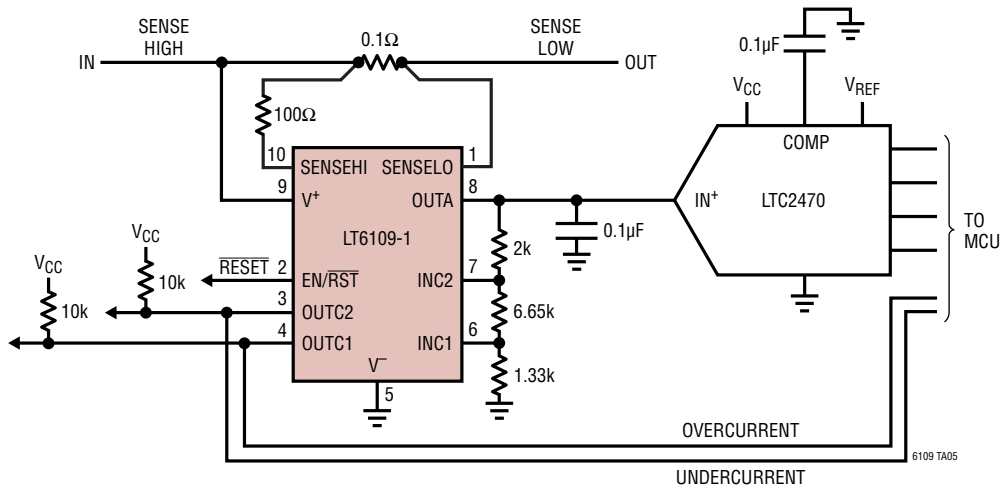 SENSE
HIGH
0.1Ω
SENSE
LOW
IN
OUT
0.1µF
100Ω
VCC
VREF
COMP
10
SENSEHI
SENSELO
1
9
V+
OUTA
8
IN+
LTC2470
LT6109-1
0.1µF
TO
MCU
2k
VCC
RESET
2
EN/RST
INC2
7
VCC
10k
3
OUTC2
6.65k
10k
4
OUTC1
INC1
6
V–
1.33k
5
OVERCURRENT
6109 TA05
UNDERCURRENT